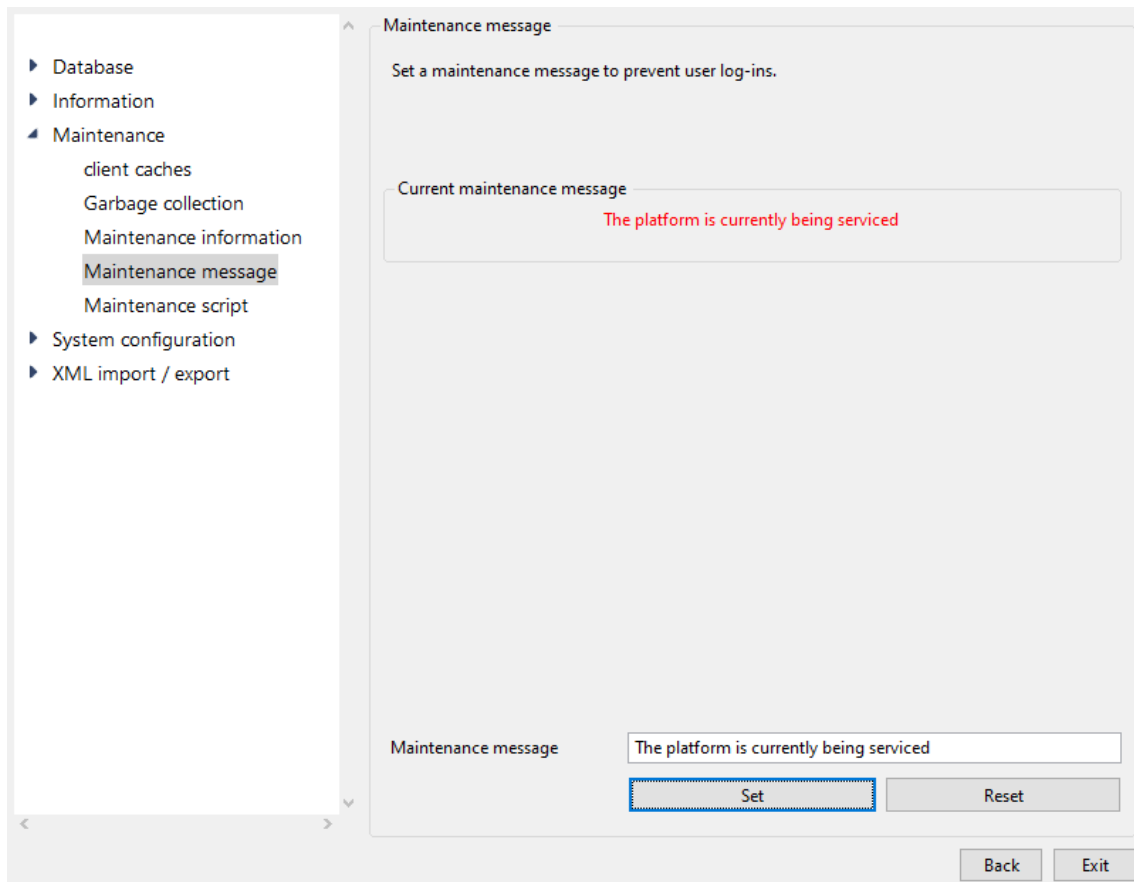 Database
Information
Maintenance
client caches
Garbage collection
Maintenance information
Maintenance message
Maintenance script
System configuration
XML import / export
Maintenance message
Set a maintenance message to prevent user log-ins.
Current maintenance message
The platform is currently being serviced
Maintenance message The platform is currently being serviced
Set Reset
Back Exit